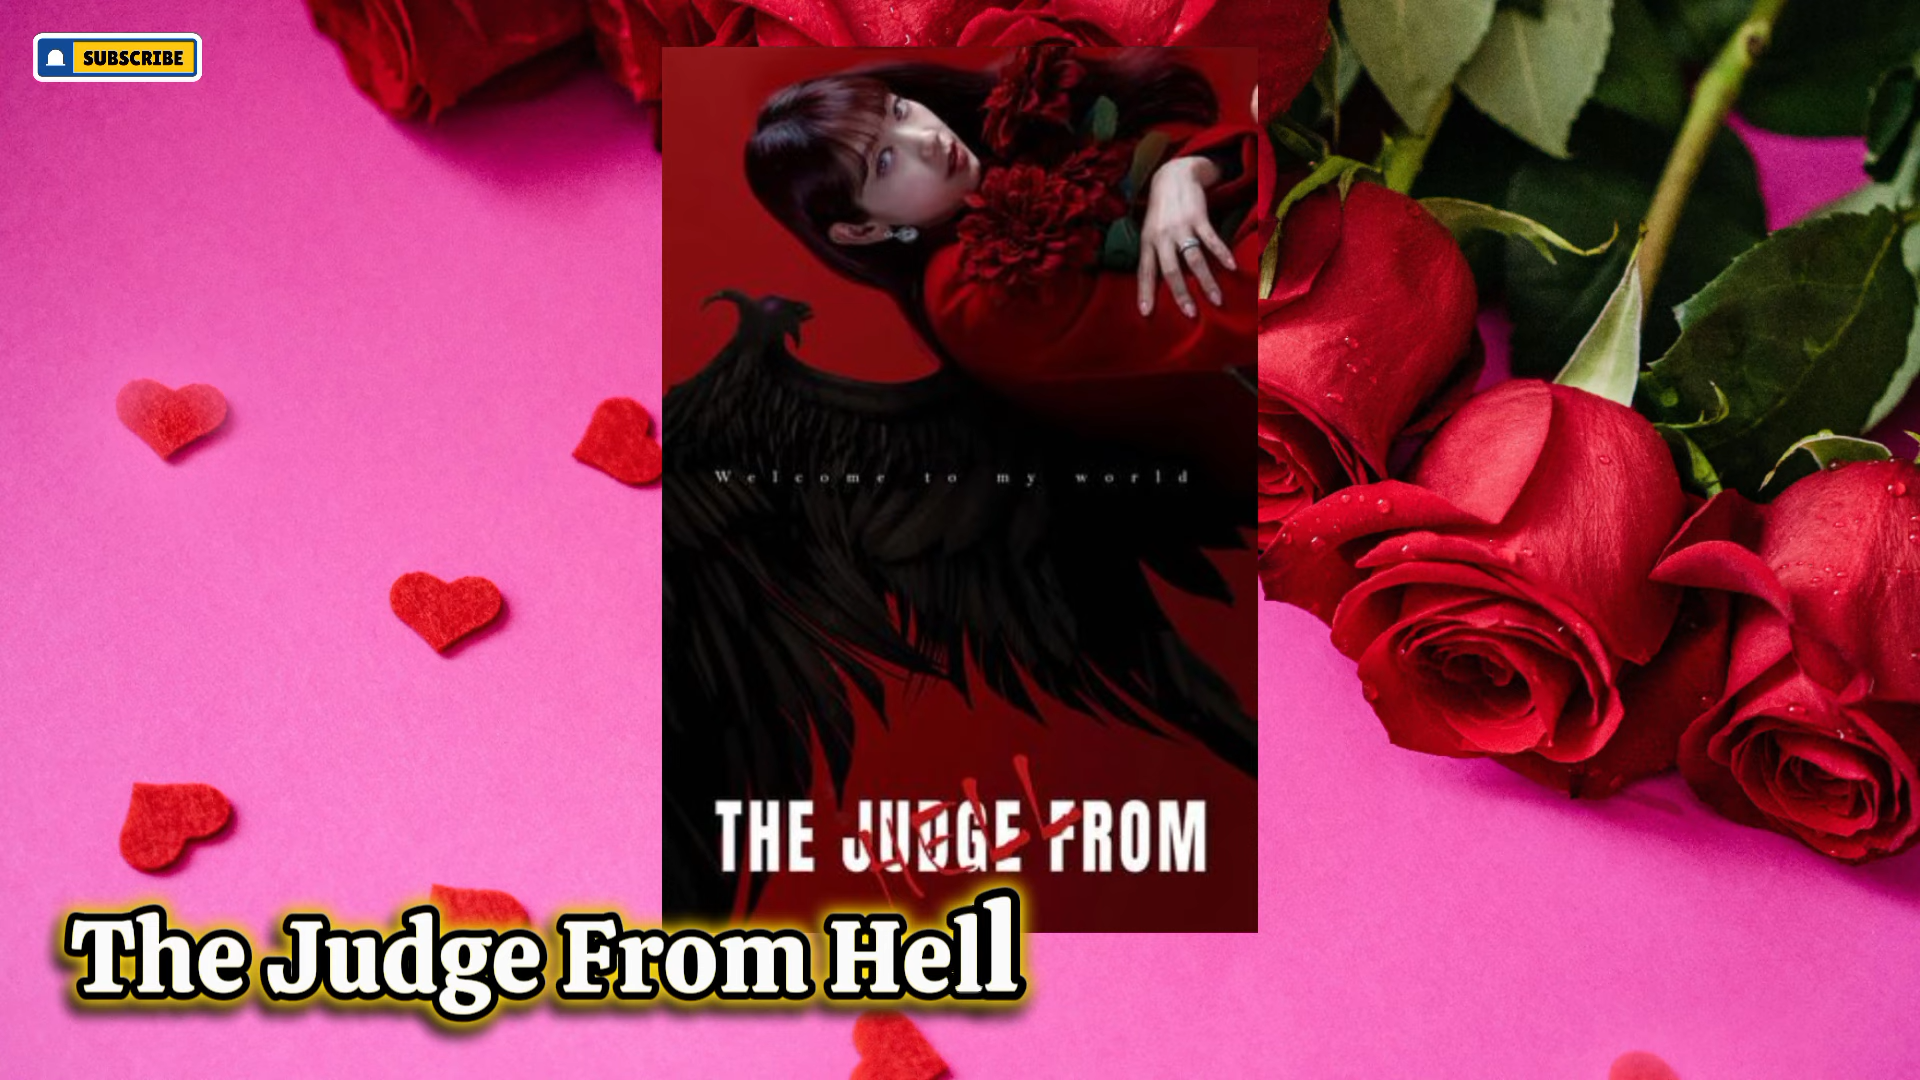 SUBSCRIBE
Welcome to my world
THE JUDGE FROM
HELL
The Judge From Hell